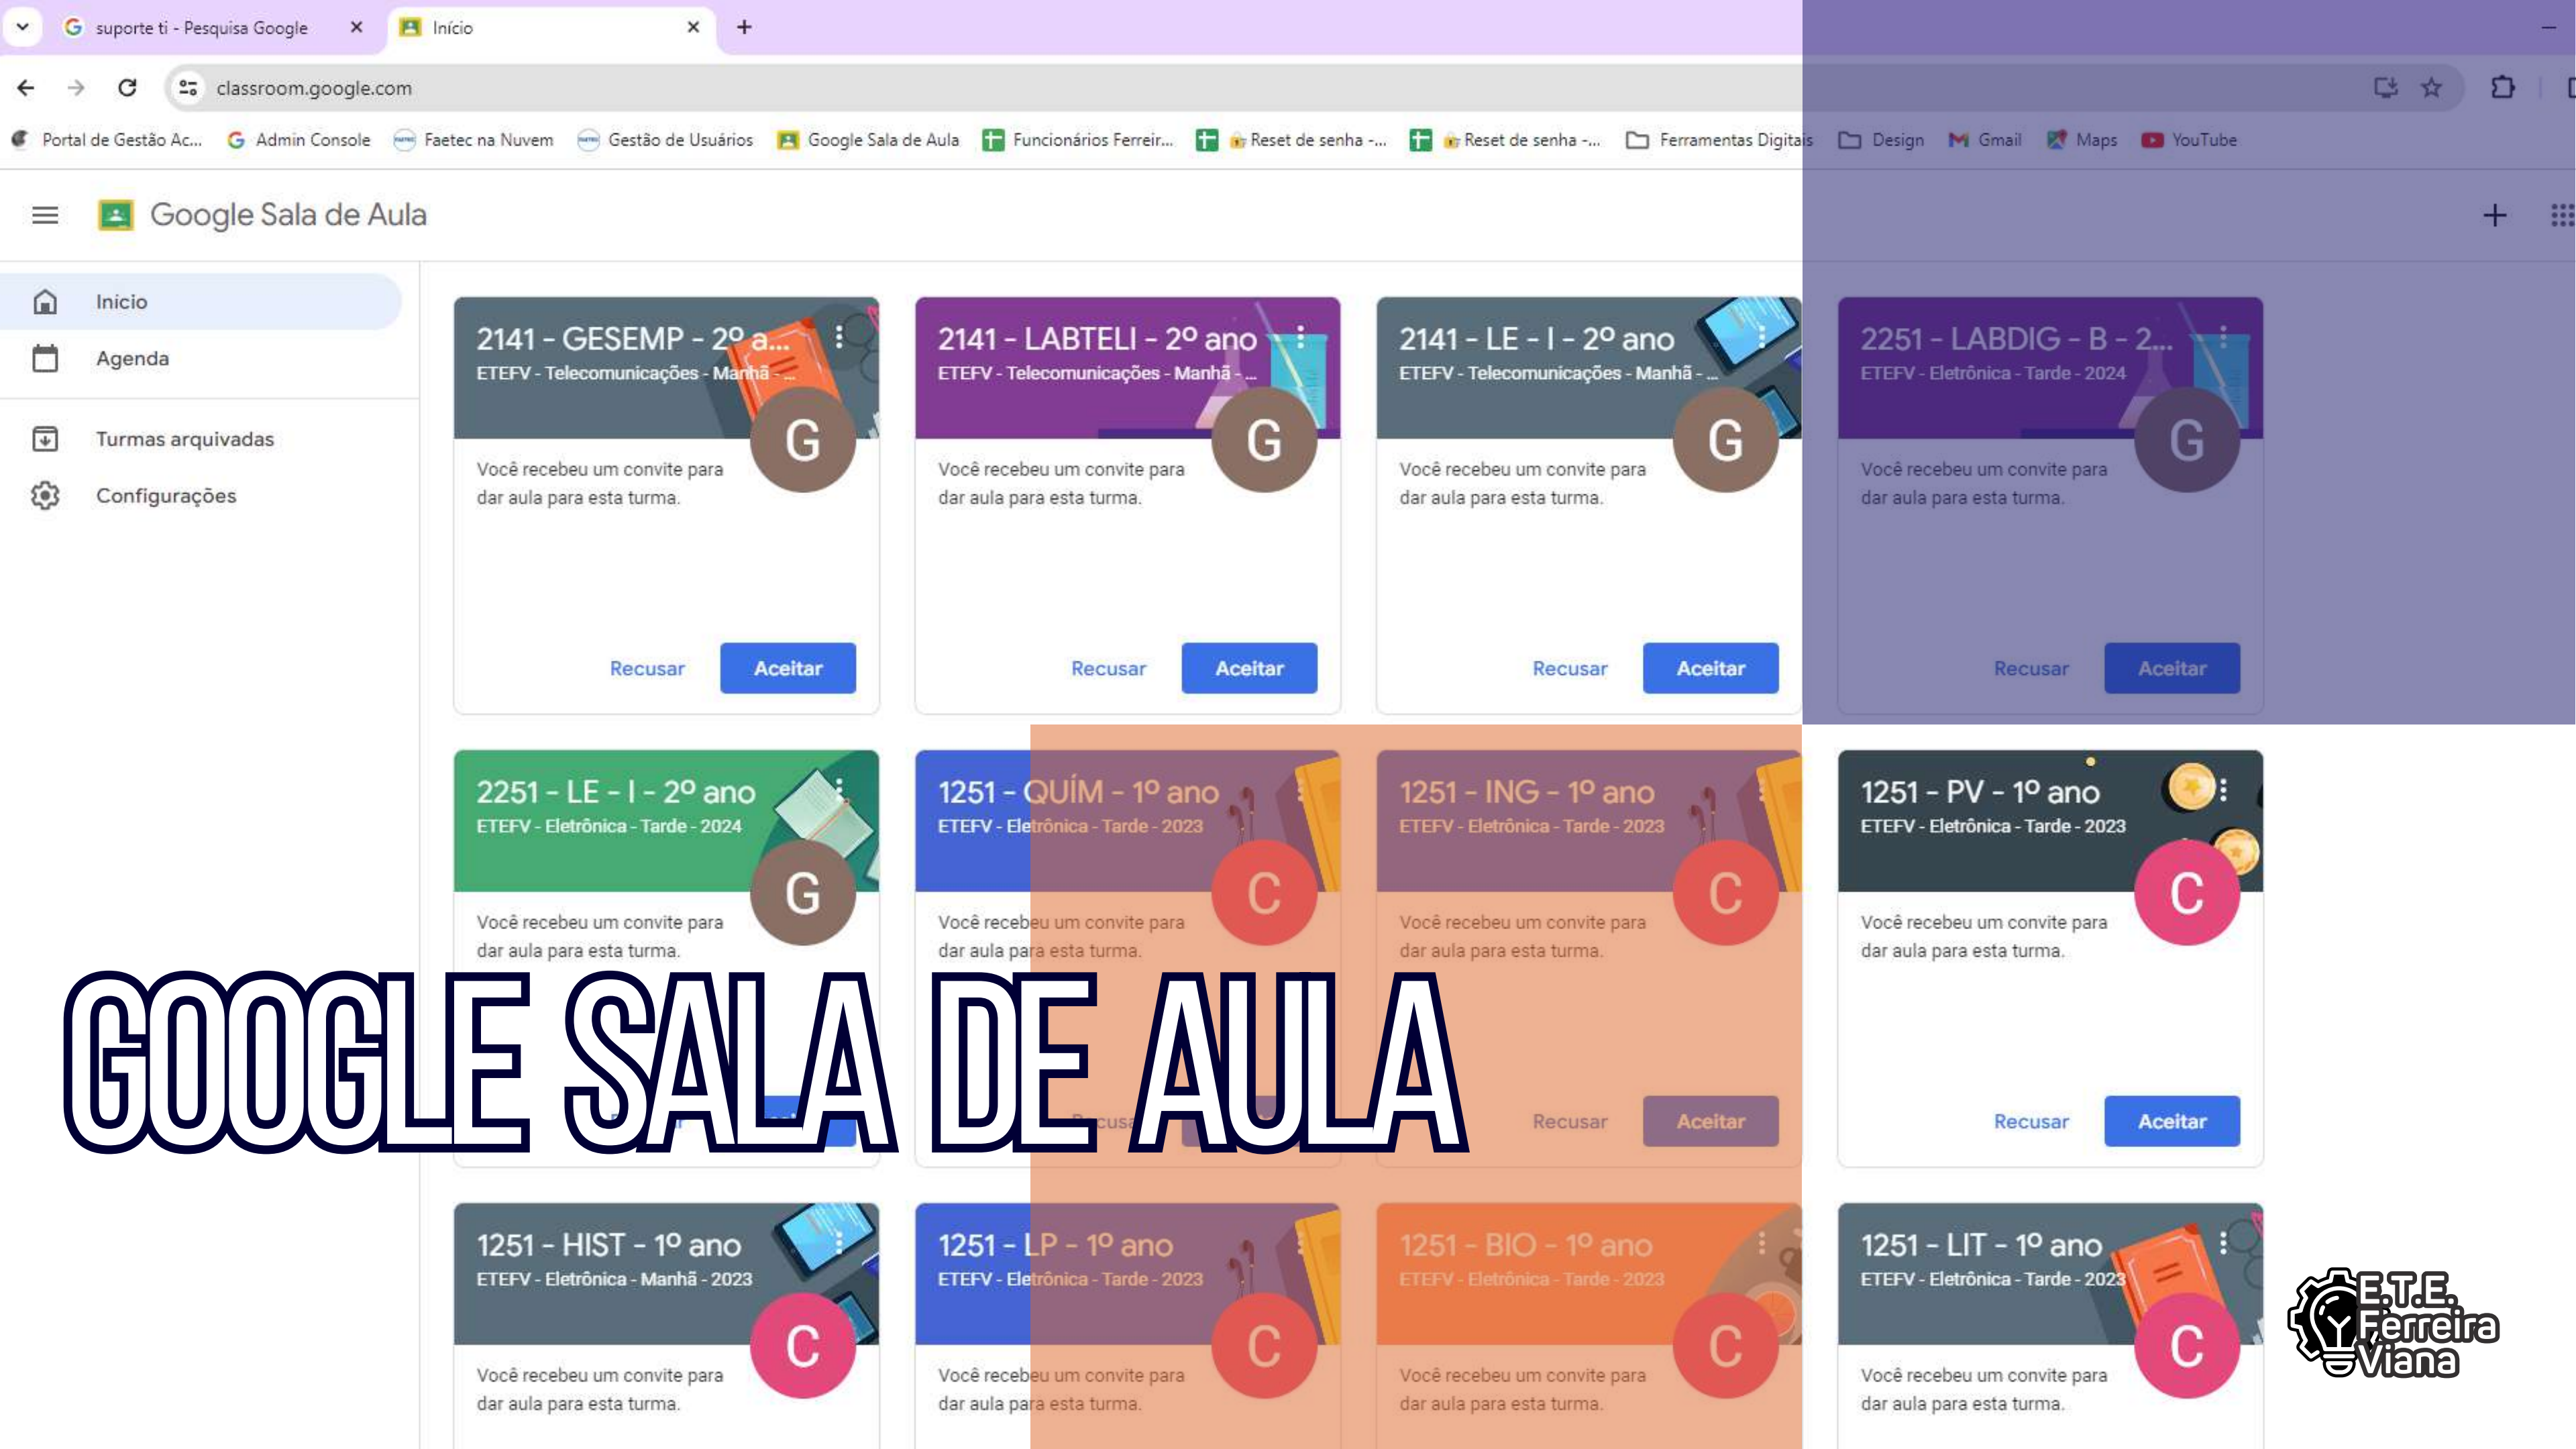 suporte ti - Pesquisa Google
Início
classroom.google.com
Portal de Gestão Ac...
Admin Console
Faetec na Nuvem
Gestão de Usuários
Google Sala de Aula
Funcionários Ferreir...
Reset de senha -...
Reset de senha -...
Ferramentas Digitais
Design
Gmail
Maps
YouTube
Google Sala de Aula
Inicio
Agenda
Turmas arquivadas
Configurações
2141 - GESEMP - 2º a...
ETEFV - Telecomunicações - Manhã - ...
G
Você recebeu um convite para
dar aula para esta turma.
Recusar
Aceitar
2141 - LABTELI - 2º ano
ETEFV - Telecomunicações - Manhã - ...
G
Você recebeu um convite para
dar aula para esta turma.
Recusar
Aceitar
2141 - LE - I - 2º ano
ETEFV - Telecomunicações - Manhã - ...
G
Você recebeu um convite para
dar aula para esta turma.
Recusar
Aceitar
2251 - LABDIG - B - 2...
ETEFV - Eletrônica - Tarde - 2024
G
Você recebeu um convite para
dar aula para esta turma.
Recusar
Aceitar
2251 - LE - I - 2º ano
ETEFV - Eletrônica - Tarde - 2024
G
Você recebeu um convite para
dar aula para esta turma.
1251 - QUÍM - 1º ano
ETEFV - Eletrônica - Tarde - 2023
C
Você recebeu um convite para
dar aula para esta turma.
1251 - ING - 1º ano
ETEFV - Eletrônica - Tarde - 2023
C
Você recebeu um convite para
dar aula para esta turma.
Recusar
Aceitar
1251 - PV - 1º ano
ETEFV - Eletrônica - Tarde - 2023
C
Você recebeu um convite para
dar aula para esta turma.
Recusar
Aceitar
GOOGLE SALA DE AULA
1251 - HIST - 1º ano
ETEFV - Eletrônica - Manhã - 2023
C
Você recebeu um convite para
dar aula para esta turma.
1251 - LP - 1º ano
ETEFV - Eletrônica - Tarde - 2023
C
Você recebeu um convite para
dar aula para esta turma.
1251 - BIO - 1º ano
ETEFV - Eletrônica - Tarde - 2023
C
Você recebeu um convite para
dar aula para esta turma.
1251 - LIT - 1º ano
ETEFV - Eletrônica - Tarde - 2023
C
Você recebeu um convite para
dar aula para esta turma.
E.T.E.
Ferreira
Viana